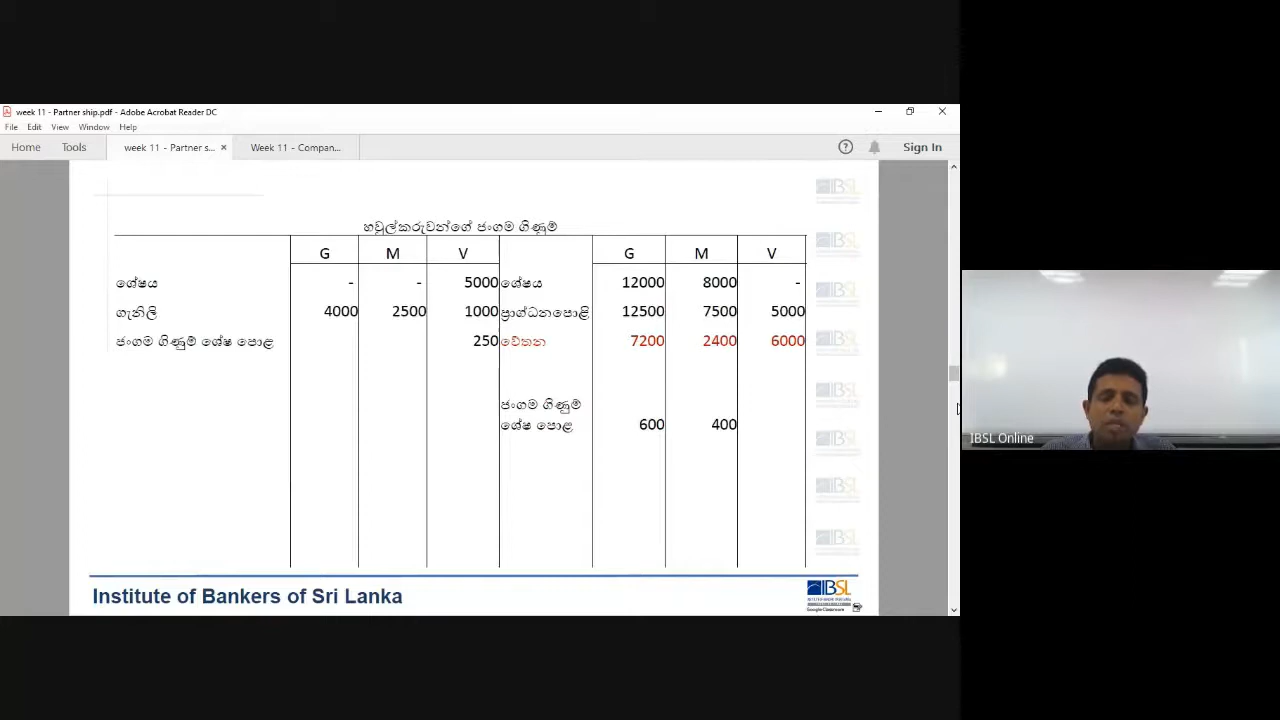 week 11 - Partner ship.pdf - Adobe Acrobat Reader DC
File Edit View Window Help
Home Tools week 11 - Partner s... × Week 11 - Compan... Sign In
හවුල්කරුවන්ගේ ජංගම ගිණුම්
G M V G M V
ශේෂය - - 5000 ශේෂය 12000 8000 -
ගැනිලි 4000 2500 1000 ප්‍රාග්ධනපොළි 12500 7500 5000
ජංගම ගිණුම් ශේෂ පොළ 250 වේතන 7200 2400 6000
ජංගම ගිණුම්
ශේෂ පොළ 600 400
Institute of Bankers of Sri Lanka
IBSL
Google Classroom
IBSL Online